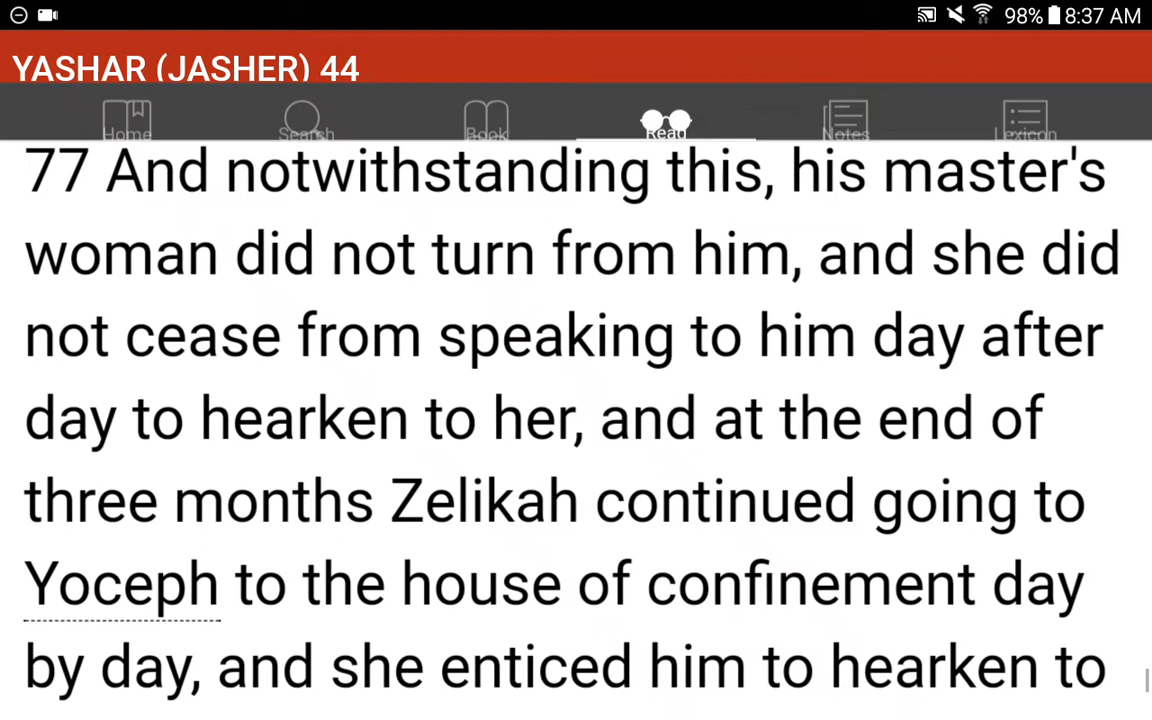 98% 8:37 AM
YASHAR (JASHER) 44
Home Search Book Read Notes Lexicon
77 And notwithstanding this, his master's
woman did not turn from him, and she did
not cease from speaking to him day after
day to hearken to her, and at the end of
three months Zelikah continued going to
Yoceph to the house of confinement day
by day, and she enticed him to hearken to